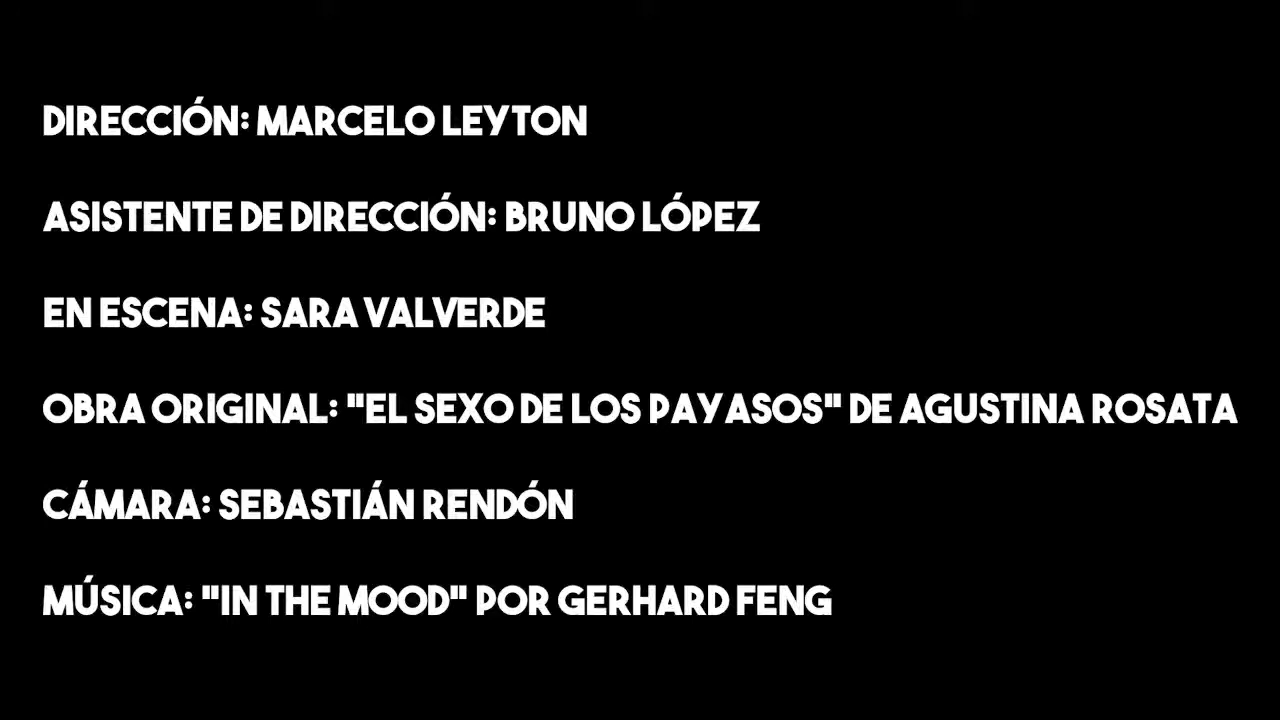 DIRECCIÓN: MARCELO LEYTON
ASISTENTE DE DIRECCIÓN: BRUNO LÓPEZ
EN ESCENA: SARA VALVERDE
OBRA ORIGINAL: "EL SEXO DE LOS PAYASOS" DE AGUSTINA ROSATA
CÁMARA: SEBASTIÁN RENDÓN
MÚSICA: "IN THE MOOD" POR GERHARD FENG